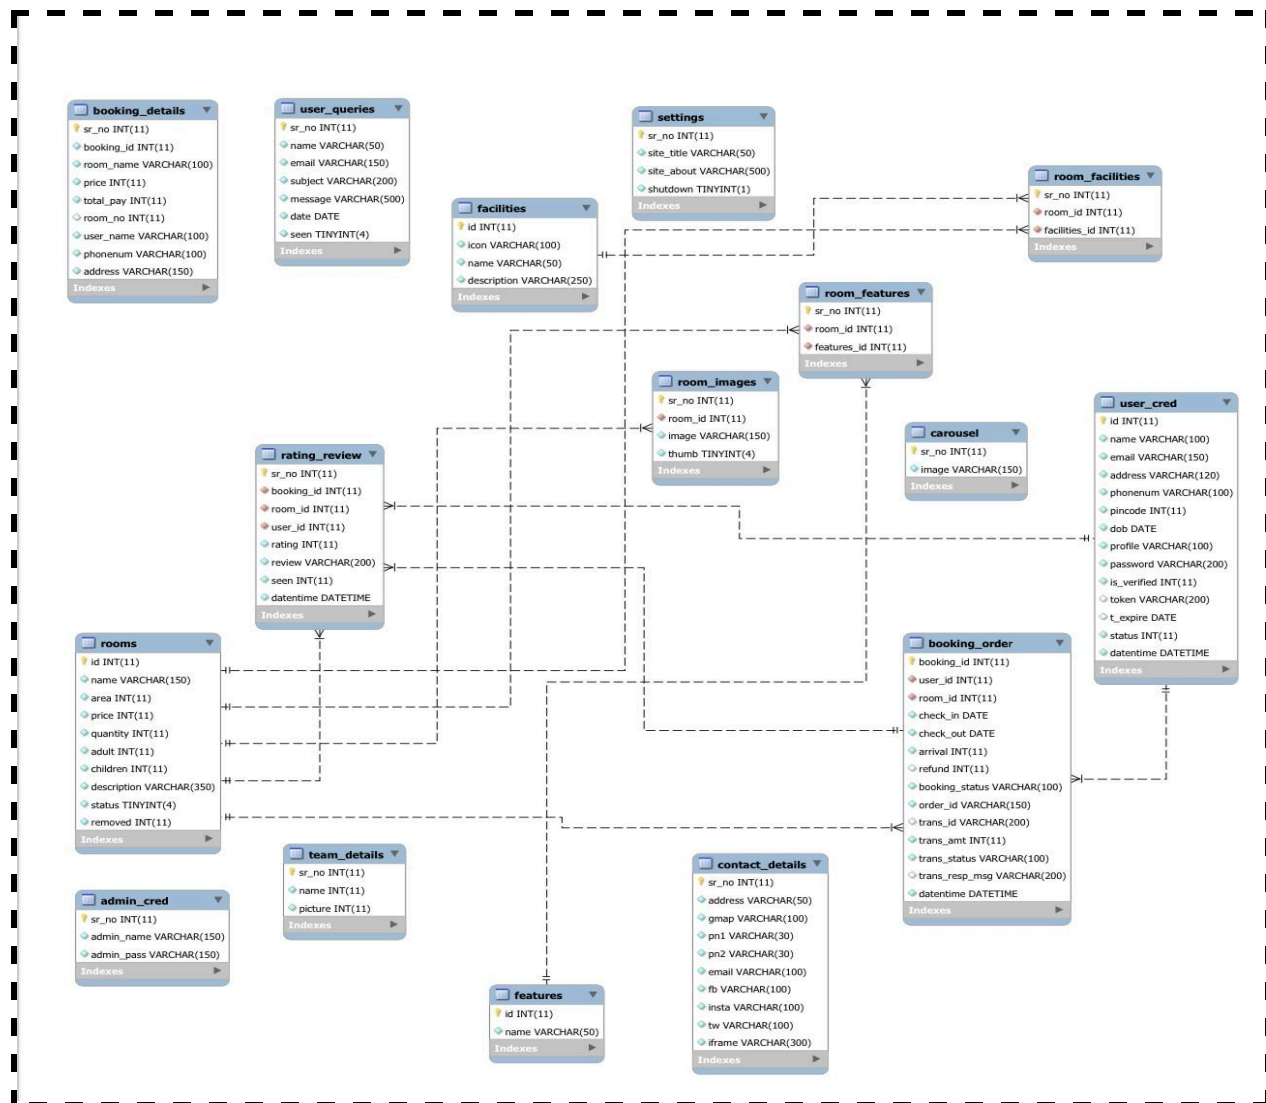 booking_details
sr_no INT(11)
booking_id INT(11)
room_name VARCHAR(100)
price INT(11)
total_pay INT(11)
room_no INT(11)
user_name VARCHAR(100)
phonenum VARCHAR(100)
address VARCHAR(150)
Indexes
user_queries
sr_no INT(11)
name VARCHAR(50)
email VARCHAR(150)
subject VARCHAR(200)
message VARCHAR(500)
date DATE
seen TINYINT(4)
Indexes
settings
sr_no INT(11)
site_title VARCHAR(50)
site_about VARCHAR(500)
shutdown TINYINT(1)
Indexes
room_facilities
sr_no INT(11)
room_id INT(11)
facilities_id INT(11)
Indexes
facilities
id INT(11)
icon VARCHAR(100)
name VARCHAR(50)
description VARCHAR(250)
Indexes
room_features
sr_no INT(11)
room_id INT(11)
features_id INT(11)
Indexes
room_images
sr_no INT(11)
room_id INT(11)
image VARCHAR(150)
thumb TINYINT(4)
Indexes
carousel
sr_no INT(11)
image VARCHAR(150)
Indexes
user_cred
id INT(11)
name VARCHAR(100)
email VARCHAR(150)
address VARCHAR(120)
phonenum VARCHAR(100)
pincode INT(11)
dob DATE
profile VARCHAR(100)
password VARCHAR(200)
is_verified INT(11)
token VARCHAR(200)
t_expire DATE
status INT(11)
datentime DATETIME
Indexes
rating_review
sr_no INT(11)
booking_id INT(11)
room_id INT(11)
user_id INT(11)
rating INT(11)
review VARCHAR(200)
seen INT(11)
datentime DATETIME
Indexes
rooms
id INT(11)
name VARCHAR(150)
area INT(11)
price INT(11)
quantity INT(11)
adult INT(11)
children INT(11)
description VARCHAR(350)
status TINYINT(4)
removed INT(11)
Indexes
booking_order
booking_id INT(11)
user_id INT(11)
room_id INT(11)
check_in DATE
check_out DATE
arrival INT(11)
refund INT(11)
booking_status VARCHAR(100)
order_id VARCHAR(150)
trans_id VARCHAR(200)
trans_amt INT(11)
trans_status VARCHAR(100)
trans_resp_msg VARCHAR(200)
datentime DATETIME
Indexes
team_details
sr_no INT(11)
name INT(11)
picture INT(11)
Indexes
contact_details
sr_no INT(11)
address VARCHAR(50)
gmap VARCHAR(100)
pn1 VARCHAR(30)
pn2 VARCHAR(30)
email VARCHAR(100)
fb VARCHAR(100)
insta VARCHAR(100)
tw VARCHAR(100)
iframe VARCHAR(300)
Indexes
admin_cred
sr_no INT(11)
admin_name VARCHAR(150)
admin_pass VARCHAR(150)
Indexes
features
id INT(11)
name VARCHAR(50)
Indexes